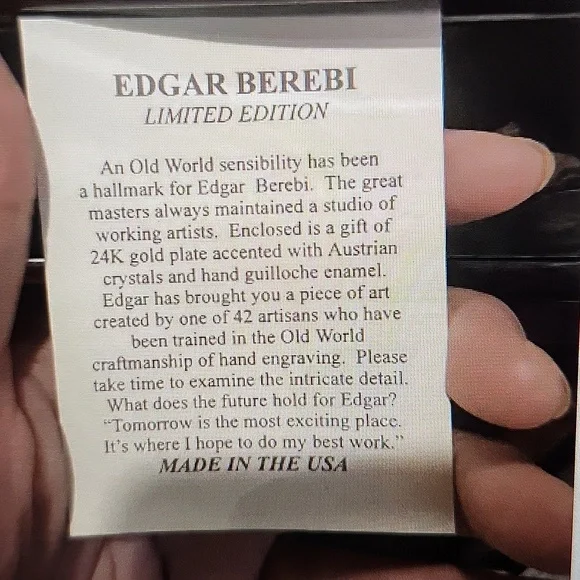 EDGAR BEREBI
LIMITED EDITION
An Old World sensibility has been
a hallmark for Edgar Berebi. The great
masters always maintained a studio of
working artists. Enclosed is a gift of
24K gold plate accented with Austrian
crystals and hand guilloche enamel.
Edgar has brought you a piece of art
created by one of 42 artisans who have
been trained in the Old World
craftmanship of hand engraving. Please
take time to examine the intricate detail.
What does the future hold for Edgar?
“Tomorrow is the most exciting place.
It’s where I hope to do my best work.”
MADE IN THE USA